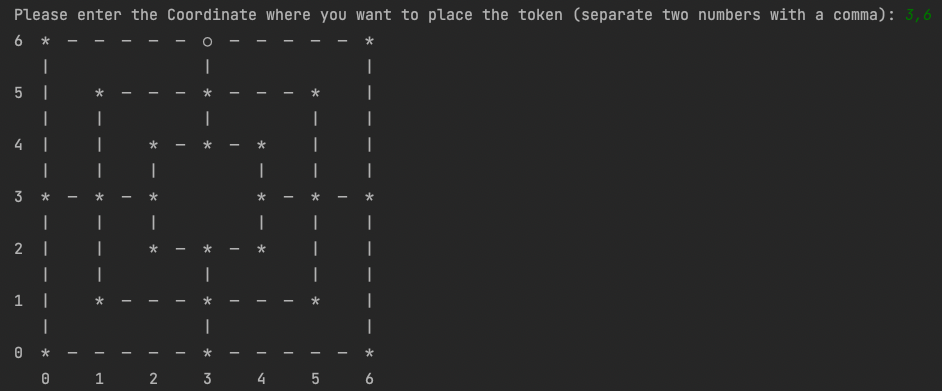 Please enter the Coordinate where you want to place the token (separate two numbers with a comma): 3,6
6  * – – – – – o – – – – – *
   |           |           |
5  |   * – – – * – – – *   |
   |   |       |       |   |
4  |   |   * – * – *   |   |
   |   |   |       |   |   |
3  * – * – *       * – * – *
   |   |   |       |   |   |
2  |   |   * – * – *   |   |
   |   |       |       |   |
1  |   * – – – * – – – *   |
   |           |           |
0  * – – – – – * – – – – – *
   0   1   2   3   4   5   6